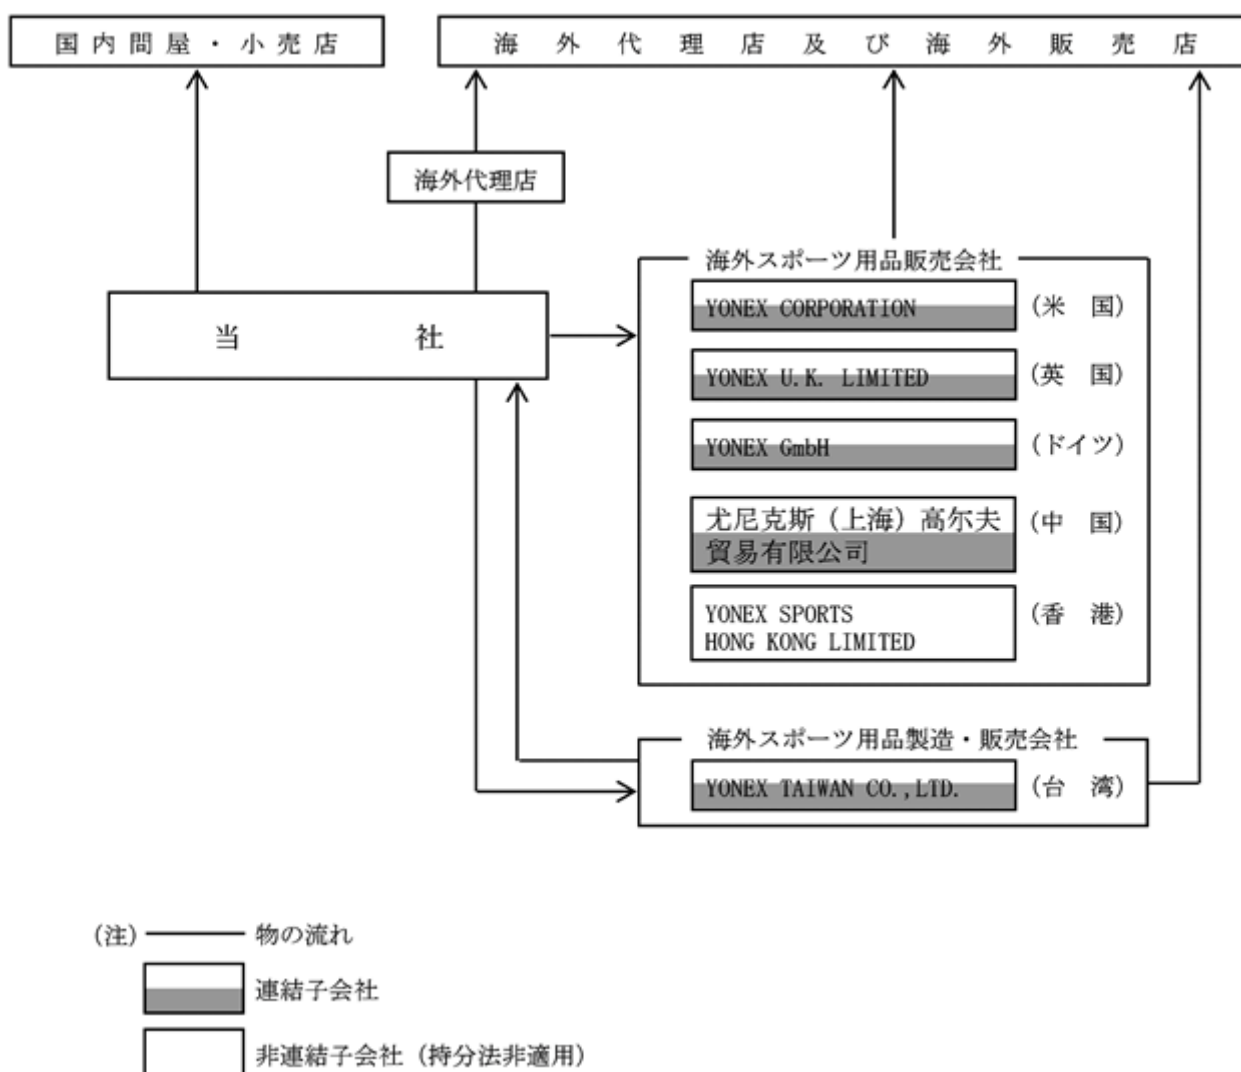 国内問屋・小売店
海外代理店及び海外販売店
海外代理店
当社
海外スポーツ用品販売会社
YONEX CORPORATION
(米国)
YONEX U.K. LIMITED
(英国)
YONEX GmbH
(ドイツ)
尤尼克斯（上海）高尓夫
貿易有限公司
(中国)
YONEX SPORTS
HONG KONG LIMITED
(香港)
海外スポーツ用品製造・販売会社
YONEX TAIWAN CO.,LTD.
(台湾)
(注) 物の流れ
連結子会社
非連結子会社（持分法非適用）